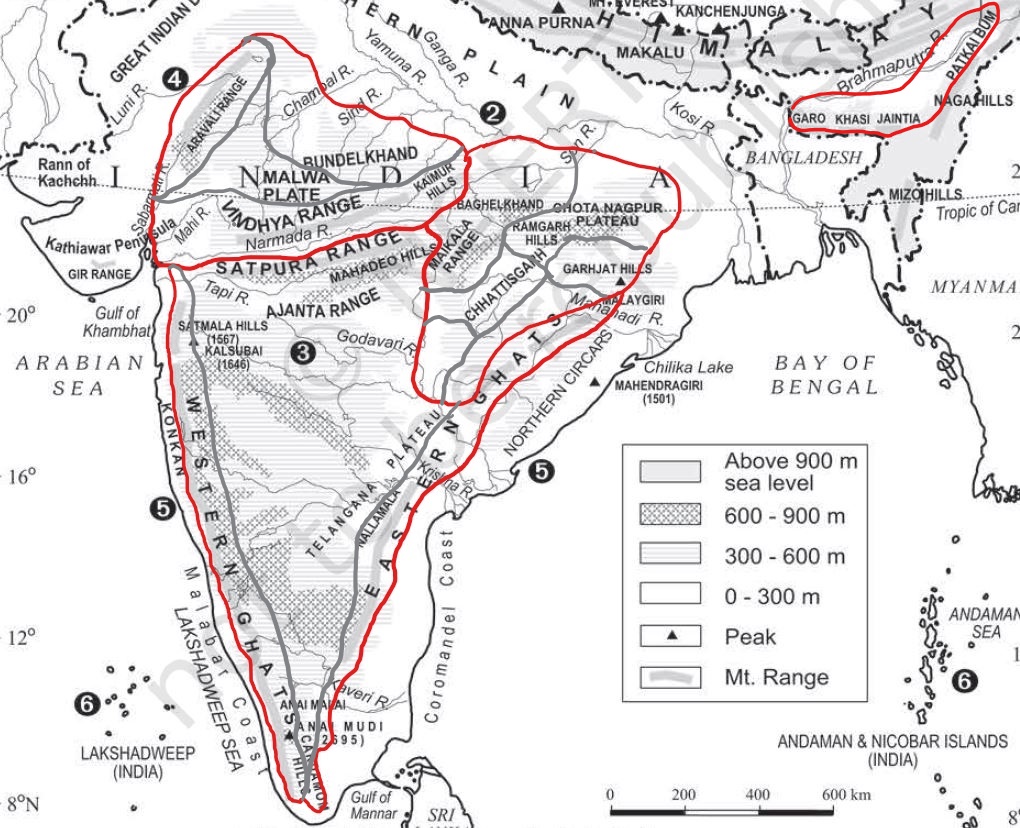 GREAT INDIAN D
HERN PLAIN
ANNA PURNA
MT. EVEREST
KANCHENJUNGA
MAKALU
HIMALAY
Yamuna R.
Ganga R.
Brahmaputra R.
PATKAI BUM
NAGA HILLS
GARO KHASI JAINTIA
BANGLADESH
MIZO HILLS
Tropic of Can
MYANMA
4
Luni R.
ARAVALI RANGE
Chambal R.
Sind R.
2
Kosi R.
Son R.
Rann of
Kachchh
I N D I A
BUNDELKHAND
MALWA
PLATE
KAIMUR
HILLS
BAGHELKHAND
CHOTA NAGPUR
PLATEAU
Sabarmati R.
Mahi R.
VINDHYA RANGE
Narmada R.
RAMGARH
HILLS
Kathiawar Peninsula
GIR RANGE
SATPURA RANGE
MAHADEO HILLS
MAIKALA
RANGE
CHHATTISGARH
GARHJAT HILLS
MALAYGIRI
Mahanadi R.
Tapi R.
AJANTA RANGE
20°
Gulf of
Khambhat
SATMALA HILLS
(1567)
KALSUBAI
(1646)
3
Godavari R.
ARABIAN
SEA
Chilika Lake
BAY OF
BENGAL
MAHENDRAGIRI
(1501)
NORTHERN CIRCARS
EASTERN GHATS
KONKAN
WESTERN GHATS
TELANGANA PLATEAU
Krishna R.
NALLAMALA
16°
5
5
Malabar Coast
LAKSHADWEEP SEA
Coromandel Coast
12°
Kaveri R.
ANAI MALAI
ANAI MUDI
(2695)
CARDAMOM
HILLS
6
LAKSHADWEEP
(INDIA)
8°N
Gulf of
Mannar
SRI
Above 900 m
sea level
600 - 900 m
300 - 600 m
0 - 300 m
Peak
Mt. Range
ANDAMAN
SEA
6
ANDAMAN & NICOBAR ISLANDS
(INDIA)
0 200 400 600 km
8°